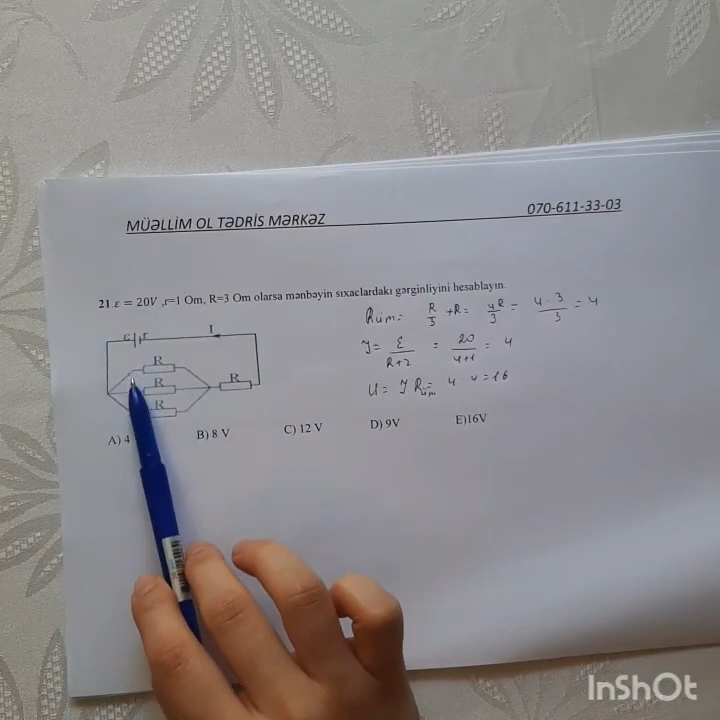 MÜƏLLİM OL TƏDRİS MƏRKƏZ 070-611-33-03
21.ε = 20V ,r=1 Om, R=3 Om olarsa mənbəyin sıxaclardakı gərginliyini hesablayın.
Rüm= R/3 +R= 4R/3 = 4·3/3 = 4
ε r I
J= ε/R+r = 20/4+1 = 4
R
R R
U= J Rüm= 4·4=16
R
A) 4 B) 8 V C) 12 V D) 9V E)16V
InShOt